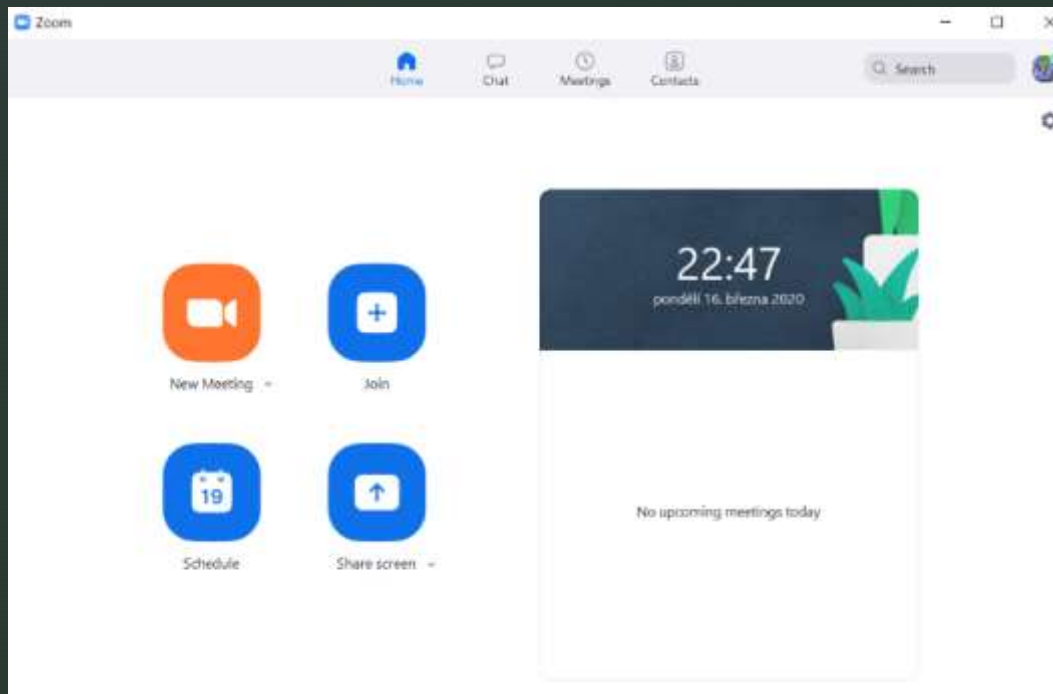 Zoom
Home
Chat
Meetings
Contacts
Search
22:47
pondělí 16. března 2020
New Meeting
Join
19
Schedule
Share screen
No upcoming meetings today